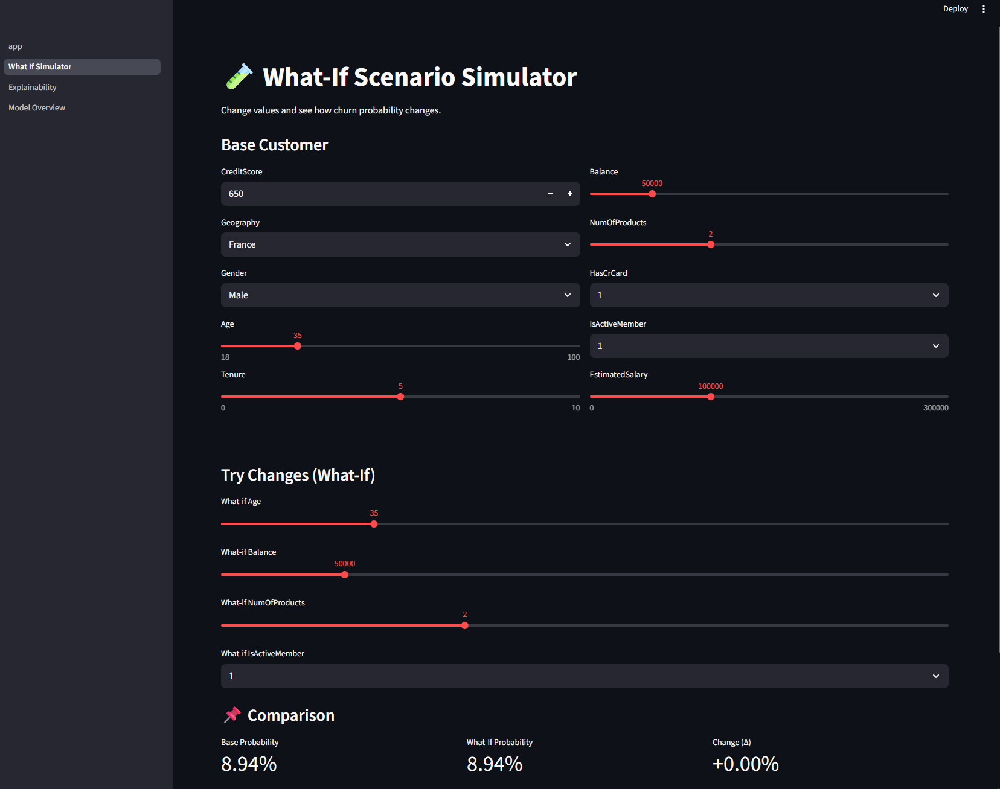 Deploy
app
What If Simulator
Explainability
Model Overview
What-If Scenario Simulator
Change values and see how churn probability changes.
Base Customer
CreditScore
650
Geography
France
Gender
Male
Age
35
18 100
Tenure
5
0 10
Balance
50000
NumOfProducts
2
HasCrCard
1
IsActiveMember
1
EstimatedSalary
100000
0 300000
Try Changes (What-If)
What-if Age
35
What-if Balance
50000
What-if NumOfProducts
2
What-if IsActiveMember
1
Comparison
Base Probability
8.94%
What-If Probability
8.94%
Change (Δ)
+0.00%